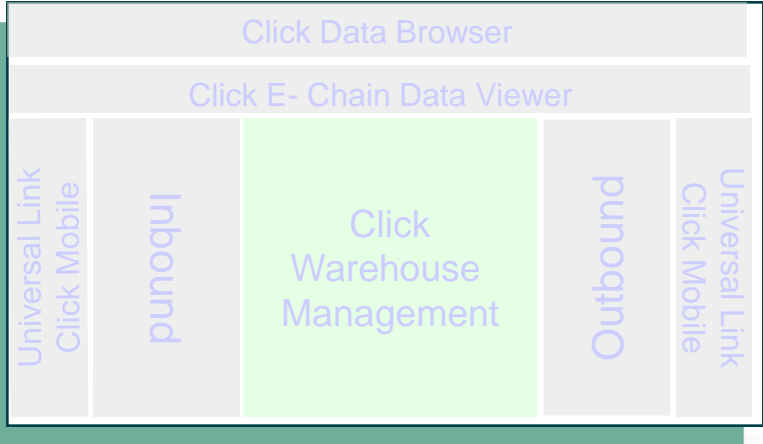 Click Data Browser
Click E- Chain Data Viewer
Universal Link
Click Mobile
Inbound
Click
Warehouse
Management
Outbound
Universal Link
Click Mobile